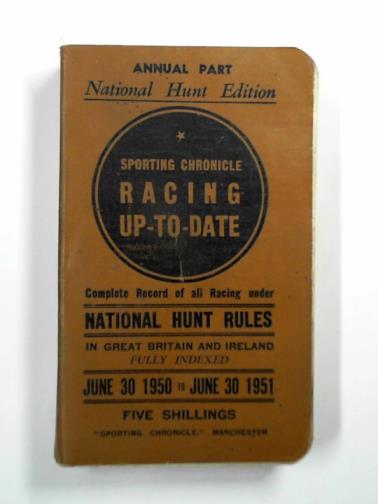 ANNUAL PART
National Hunt Edition
SPORTING CHRONICLE
RACING
UP-TO-DATE
Complete Record of all Racing under
NATIONAL HUNT RULES
IN GREAT BRITAIN AND IRELAND
FULLY INDEXED
JUNE 30 1950 TO JUNE 30 1951
FIVE SHILLINGS
"SPORTING CHRONICLE," MANCHESTER